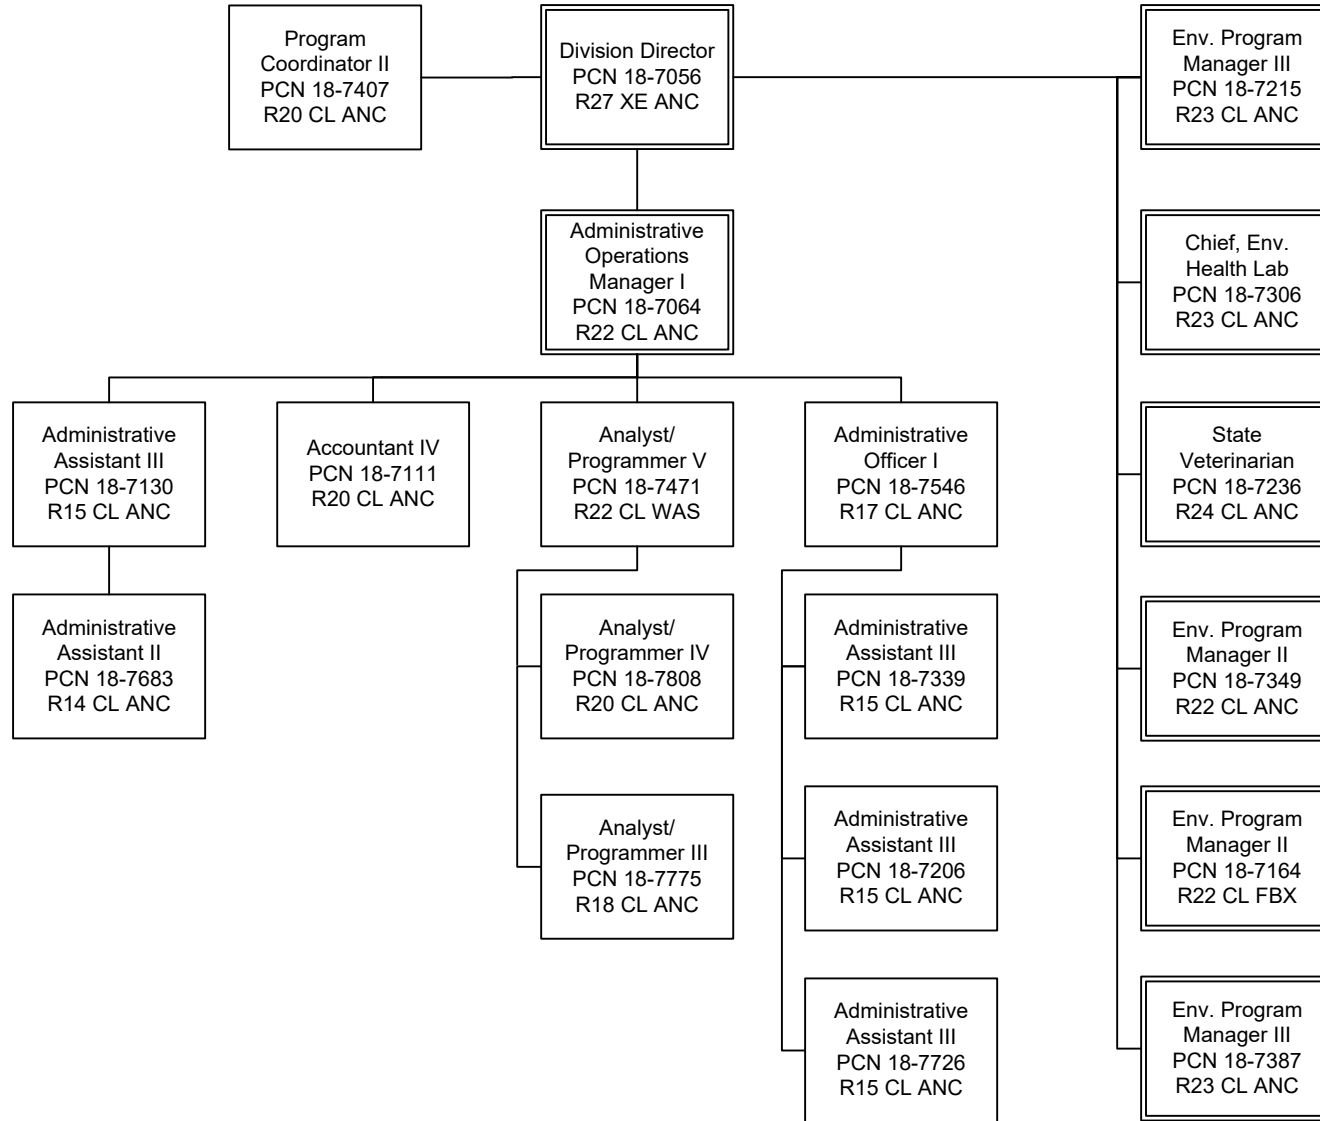 Program
Coordinator II
PCN 18-7407
R20 CL ANC
Division Director
PCN 18-7056
R27 XE ANC
Env. Program
Manager III
PCN 18-7215
R23 CL ANC
Administrative
Operations
Manager I
PCN 18-7064
R22 CL ANC
Chief, Env.
Health Lab
PCN 18-7306
R23 CL ANC
Administrative
Assistant III
PCN 18-7130
R15 CL ANC
Accountant IV
PCN 18-7111
R20 CL ANC
Analyst/
Programmer V
PCN 18-7471
R22 CL WAS
Administrative
Officer I
PCN 18-7546
R17 CL ANC
State
Veterinarian
PCN 18-7236
R24 CL ANC
Administrative
Assistant II
PCN 18-7683
R14 CL ANC
Analyst/
Programmer IV
PCN 18-7808
R20 CL ANC
Administrative
Assistant III
PCN 18-7339
R15 CL ANC
Env. Program
Manager II
PCN 18-7349
R22 CL ANC
Analyst/
Programmer III
PCN 18-7775
R18 CL ANC
Administrative
Assistant III
PCN 18-7206
R15 CL ANC
Env. Program
Manager II
PCN 18-7164
R22 CL FBX
Administrative
Assistant III
PCN 18-7726
R15 CL ANC
Env. Program
Manager III
PCN 18-7387
R23 CL ANC